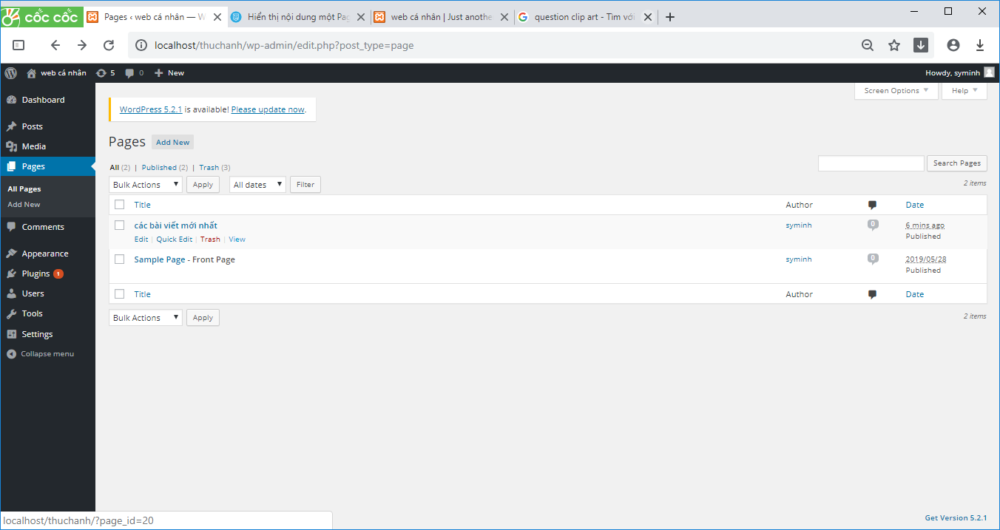 cốc cốc
Pages ‹ web cá nhân — W
Hiển thị nội dung một Pag
web cá nhân | Just anothe
question clip art - Tìm với
localhost/thuchanh/wp-admin/edit.php?post_type=page
web cá nhân 5 0 New
Howdy, syminh
Screen Options Help
Dashboard
Posts
Media
Pages
All Pages
Add New
Comments
Appearance
Plugins 1
Users
Tools
Settings
Collapse menu
WordPress 5.2.1 is available! Please update now.
Pages Add New
All (2) | Published (2) | Trash (3)
Search Pages
Bulk Actions Apply All dates Filter
2 items
Title Author Date
các bài viết mới nhất syminh 0 6 mins ago
Edit | Quick Edit | Trash | View Published
Sample Page - Front Page syminh 0 2019/05/28
Published
Title Author Date
Bulk Actions Apply
2 items
Get Version 5.2.1
localhost/thuchanh/?page_id=20